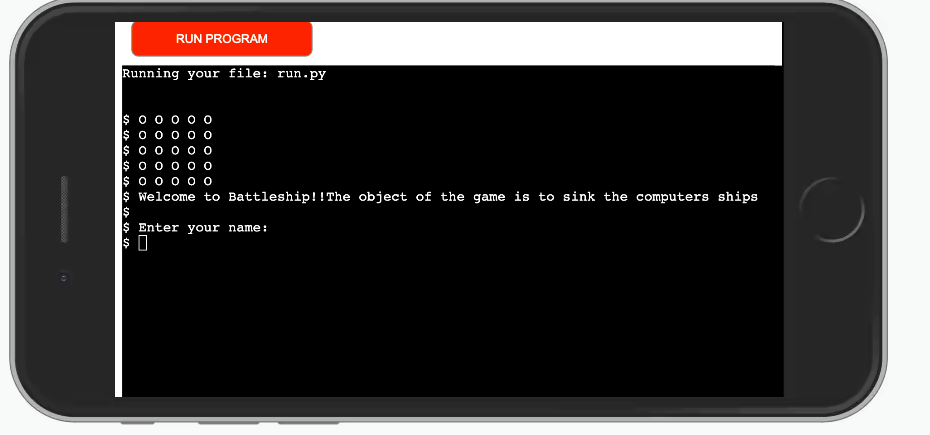 RUN PROGRAM
Running your file: run.py
$ O O O O O
$ O O O O O
$ O O O O O
$ O O O O O
$ O O O O O
$ Welcome to Battleship!!The object of the game is to sink the computers ships
$
$ Enter your name:
$